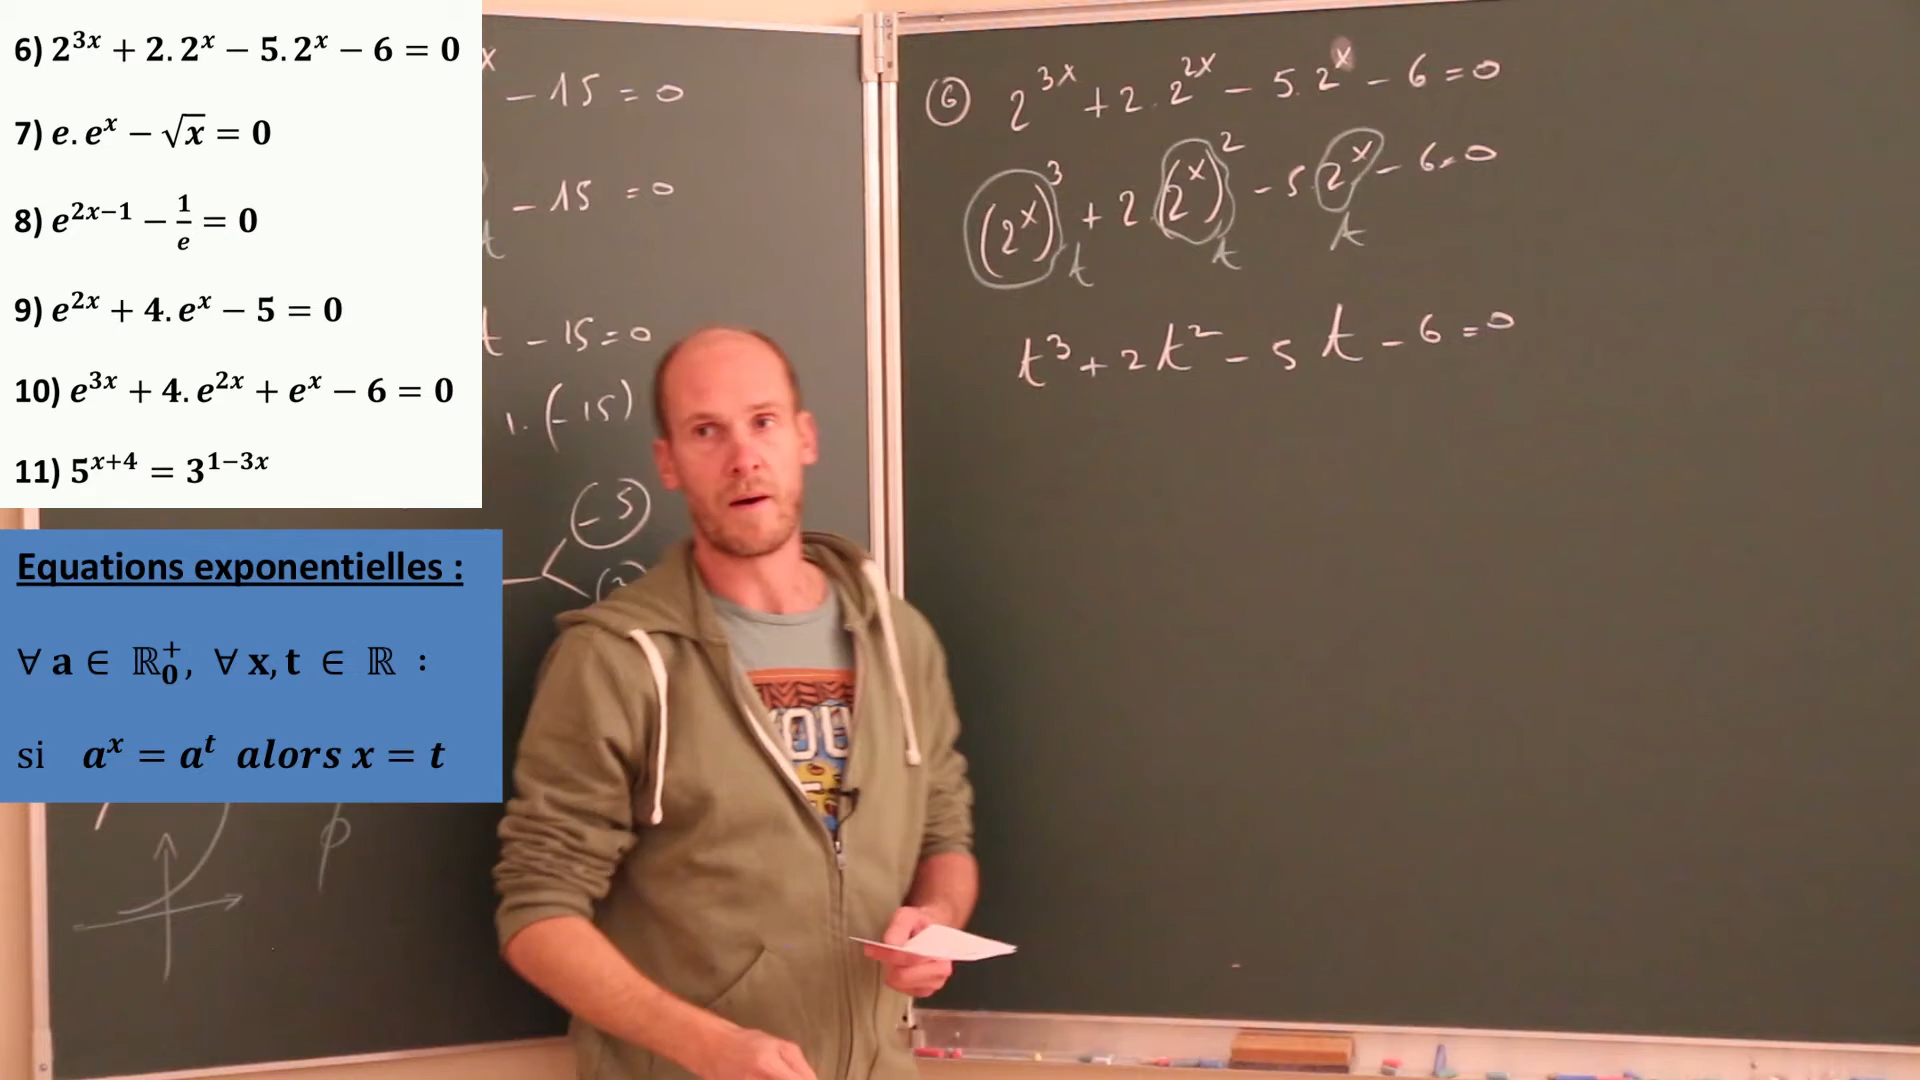 6) 2^{3x} + 2. 2^x − 5. 2^x − 6 = 0
7) e. e^x − √x = 0
8) e^{2x−1} − 1/e = 0
9) e^{2x} + 4. e^x − 5 = 0
10) e^{3x} + 4. e^{2x} + e^x − 6 = 0
11) 5^{x+4} = 3^{1−3x}
Equations exponentielles :
∀ a ∈ ℝ₀⁺, ∀ x, t ∈ ℝ :
si a^x = a^t alors x = t
x − 15 = 0
− 15 = 0
t
t − 15 = 0
1. (−15)
−5
⑥ 2^{3x} + 2. 2^{2x} − 5. 2^x − 6 = 0
(2^x)^3 + 2 (2^x)^2 − 5 2^x − 6 = 0
t t t
t^3 + 2t^2 − 5t − 6 = 0
YOU